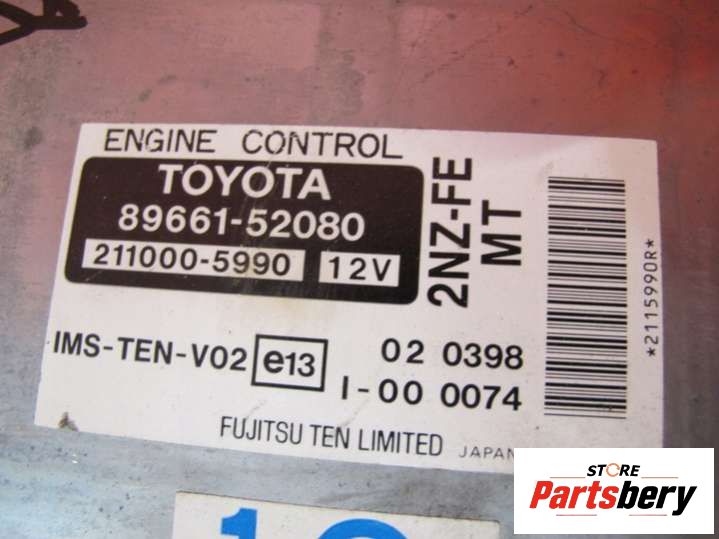 ENGINE CONTROL
TOYOTA
89661-52080
211000-5990 12V
2NZ-FE
MT
*2115990R*
IMS-TEN-V02 e13 02 0398
I-00 0074
FUJITSU TEN LIMITED JAPAN
STORE
Partsbery